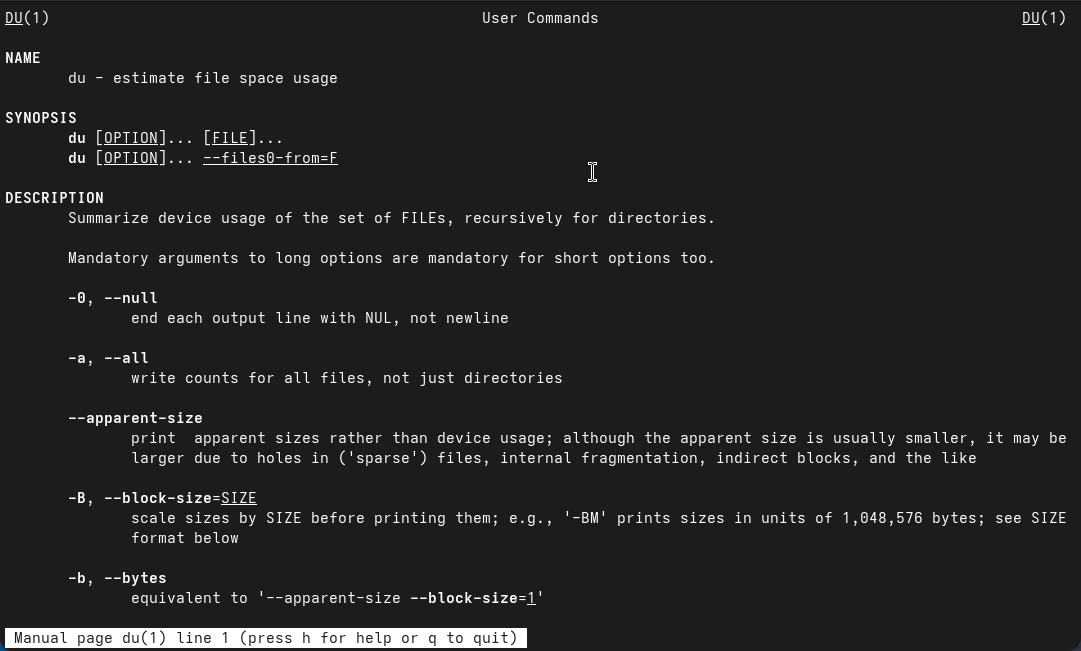 DU(1) User Commands DU(1)
NAME
du - estimate file space usage
SYNOPSIS
du [OPTION]... [FILE]...
du [OPTION]... --files0-from=F
DESCRIPTION
Summarize device usage of the set of FILEs, recursively for directories.
Mandatory arguments to long options are mandatory for short options too.
-0, --null
end each output line with NUL, not newline
-a, --all
write counts for all files, not just directories
--apparent-size
print  apparent sizes rather than device usage; although the apparent size is usually smaller, it may be
larger due to holes in ('sparse') files, internal fragmentation, indirect blocks, and the like
-B, --block-size=SIZE
scale sizes by SIZE before printing them; e.g., '-BM' prints sizes in units of 1,048,576 bytes; see SIZE
format below
-b, --bytes
equivalent to '--apparent-size --block-size=1'
Manual page du(1) line 1 (press h for help or q to quit)